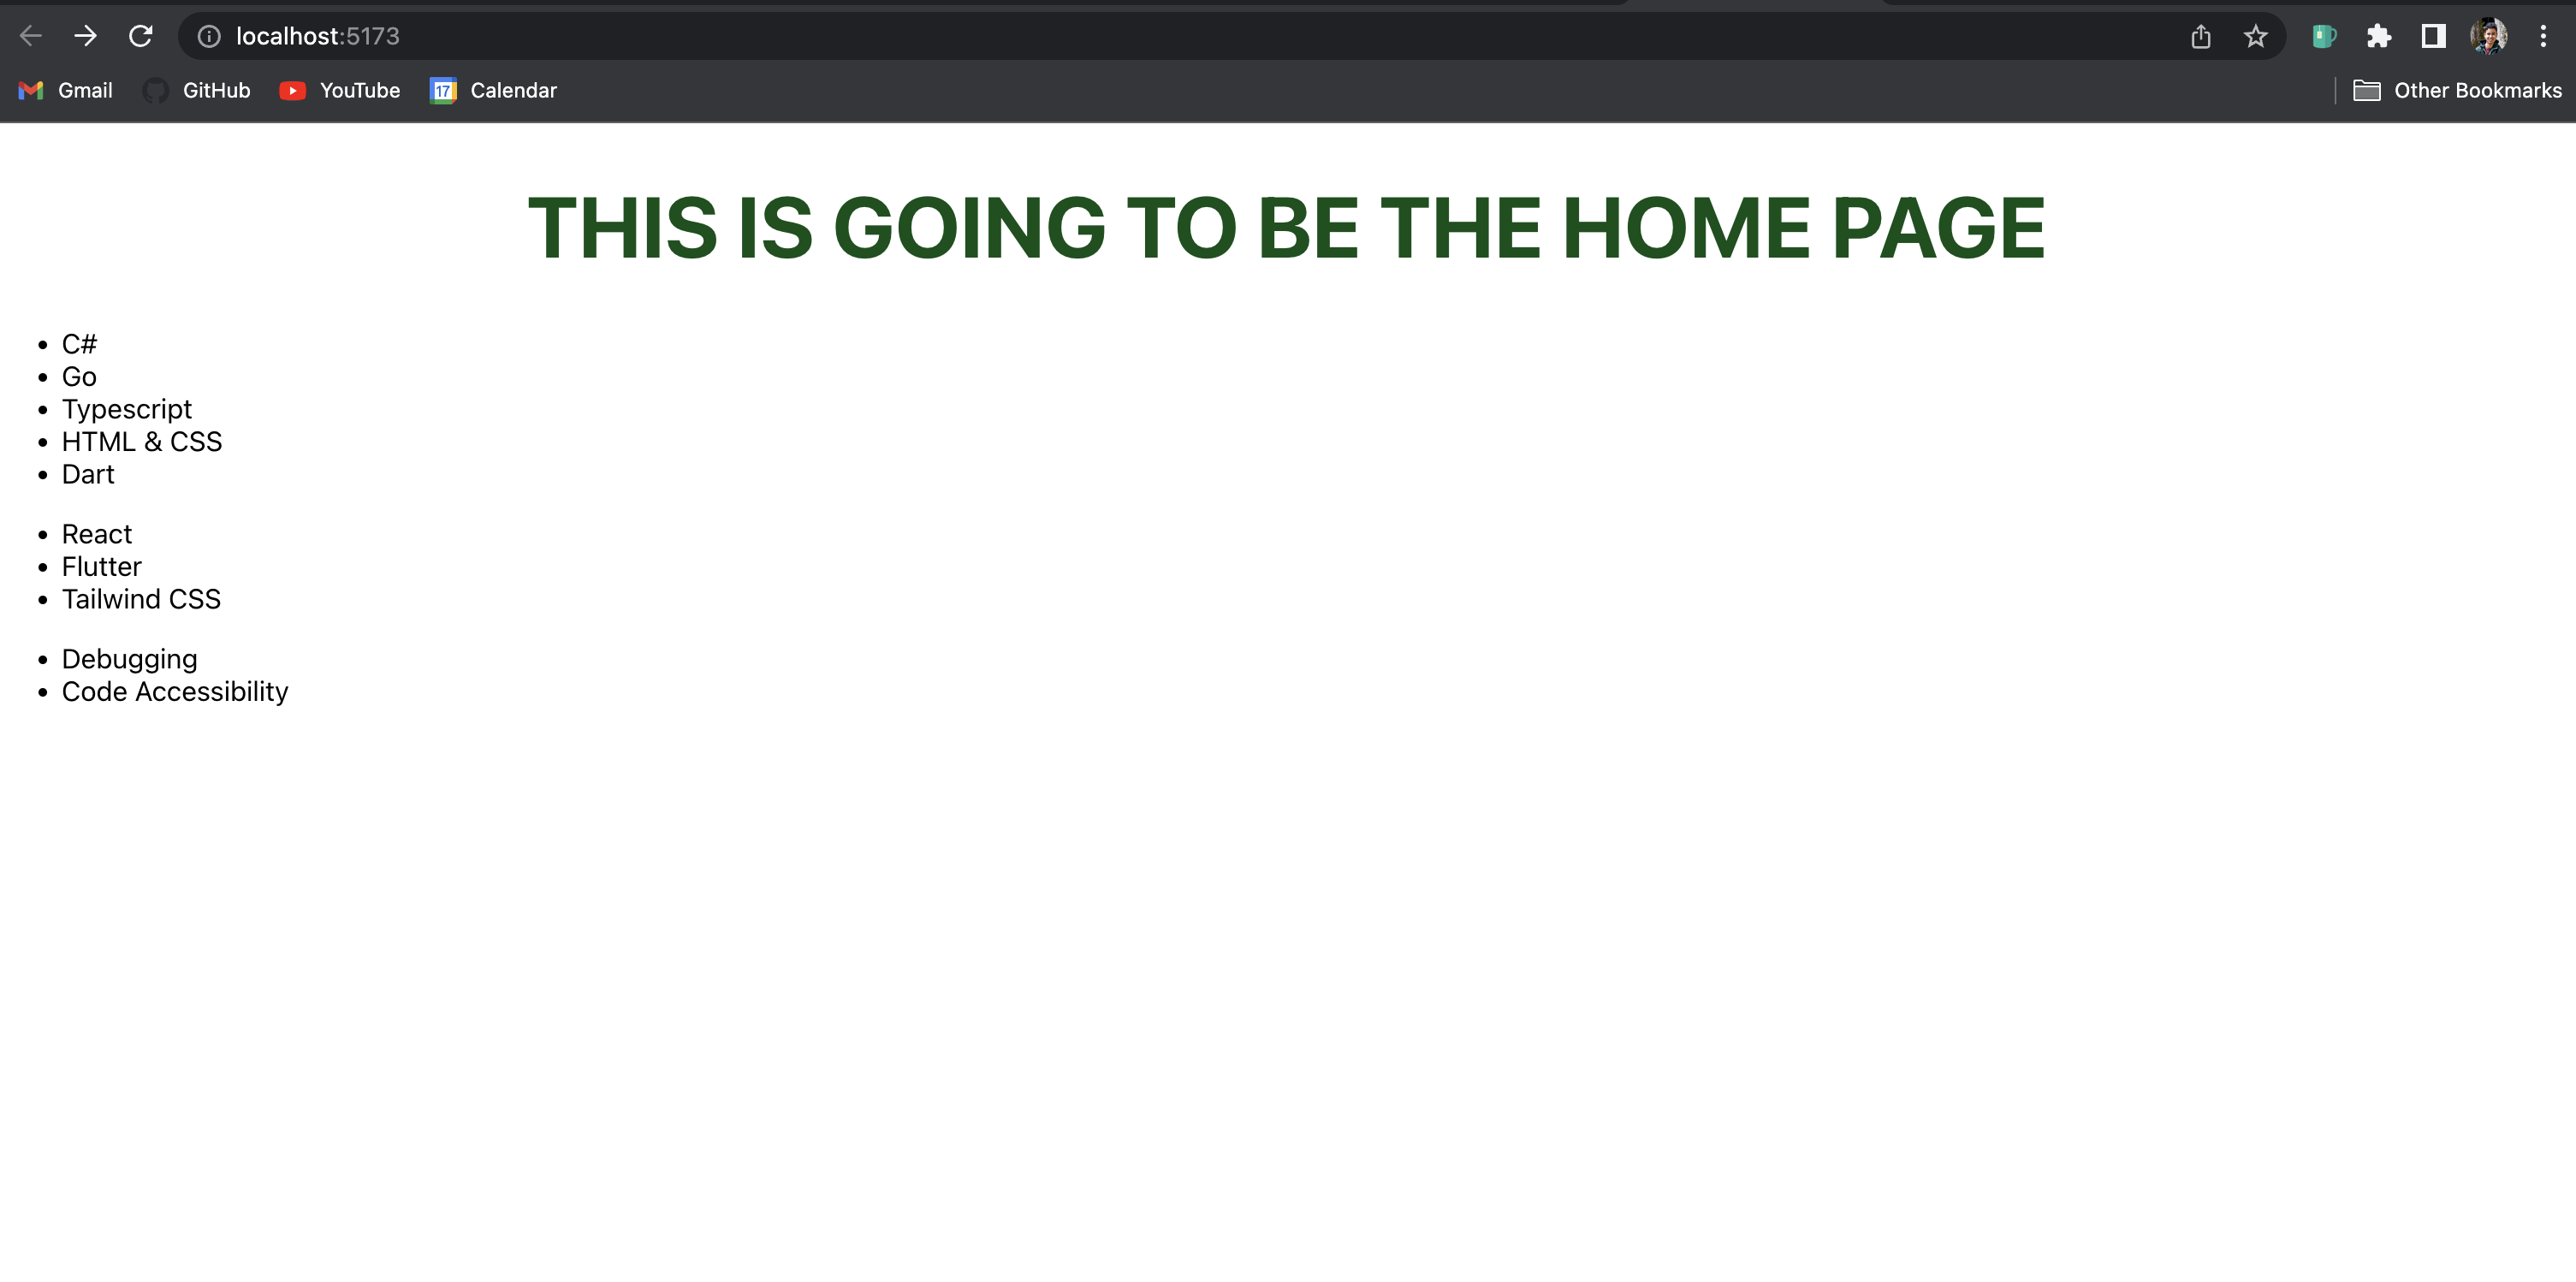 localhost:5173
Gmail GitHub YouTube 17 Calendar Other Bookmarks
THIS IS GOING TO BE THE HOME PAGE
C#
Go
Typescript
HTML & CSS
Dart
React
Flutter
Tailwind CSS
Debugging
Code Accessibility